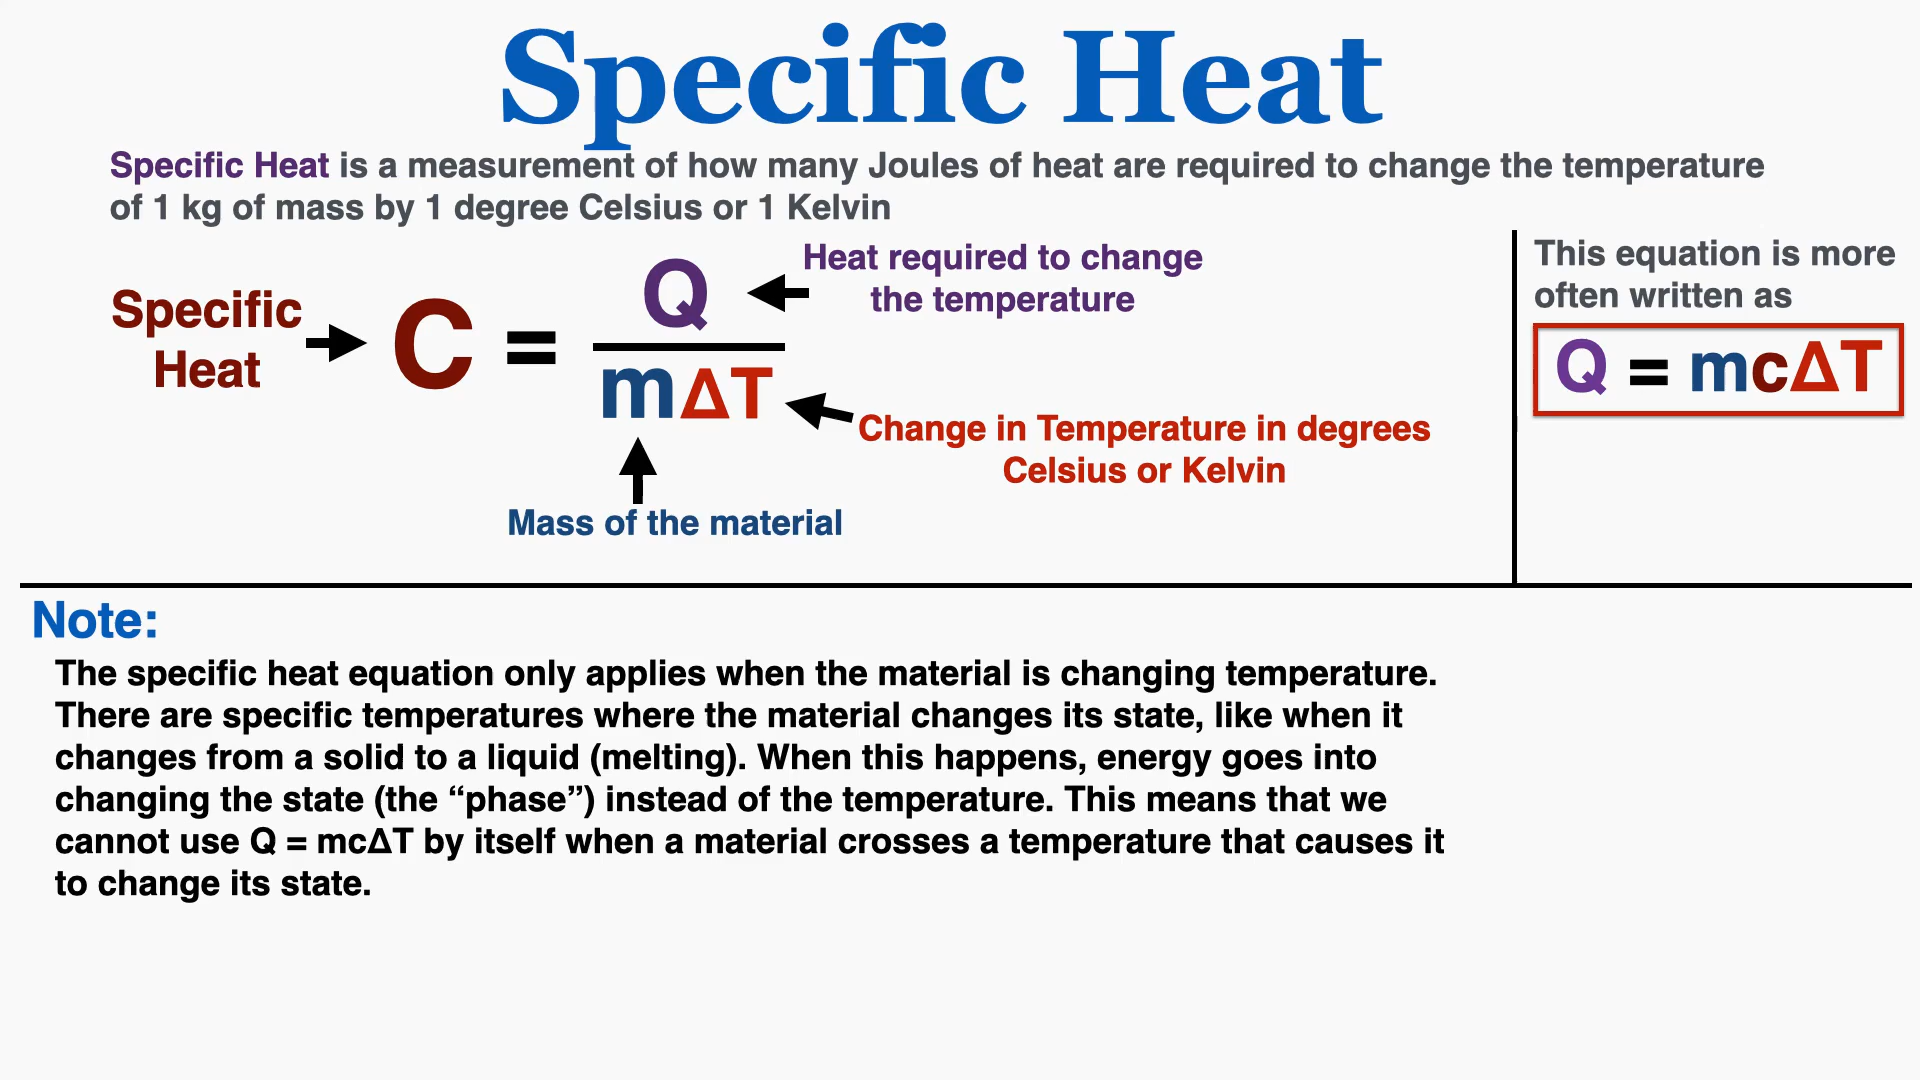 Specific Heat
Specific Heat is a measurement of how many Joules of heat are required to change the temperature
of 1 kg of mass by 1 degree Celsius or 1 Kelvin
Specific
Heat
C = Q
mΔT
Heat required to change
the temperature
Change in Temperature in degrees
Celsius or Kelvin
Mass of the material
This equation is more
often written as
Q = mcΔT
Note:
The specific heat equation only applies when the material is changing temperature.
There are specific temperatures where the material changes its state, like when it
changes from a solid to a liquid (melting). When this happens, energy goes into
changing the state (the “phase”) instead of the temperature. This means that we
cannot use Q = mcΔT by itself when a material crosses a temperature that causes it
to change its state.